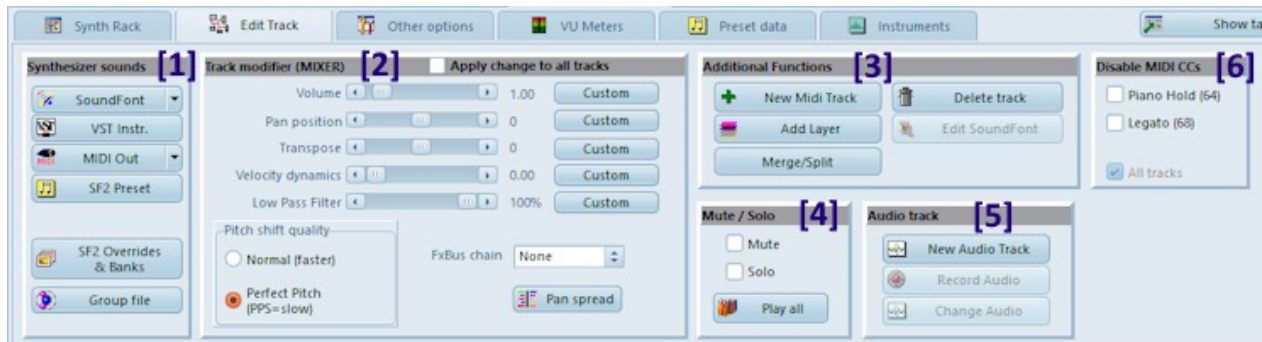 Synth Rack
Edit Track
Other options
VU Meters
Preset data
Instruments
Show ta
Synthesizer sounds [1]
SoundFont
VST Instr.
MIDI Out
SF2 Preset
SF2 Overrides
& Banks
Group file
Track modifier (MIXER) [2] Apply change to all tracks
Volume 1.00 Custom
Pan position 0 Custom
Transpose 0 Custom
Velocity dynamics 0.00 Custom
Low Pass Filter 100% Custom
Pitch shift quality
Normal (faster)
Perfect Pitch
(PPS=slow)
FxBus chain None
Pan spread
Additional Functions [3]
New Midi Track
Delete track
Add Layer
Edit SoundFont
Merge/Split
Mute / Solo [4]
Mute
Solo
Play all
Audio track [5]
New Audio Track
Record Audio
Change Audio
Disable MIDI CCs [6]
Piano Hold (64)
Legato (68)
All tracks